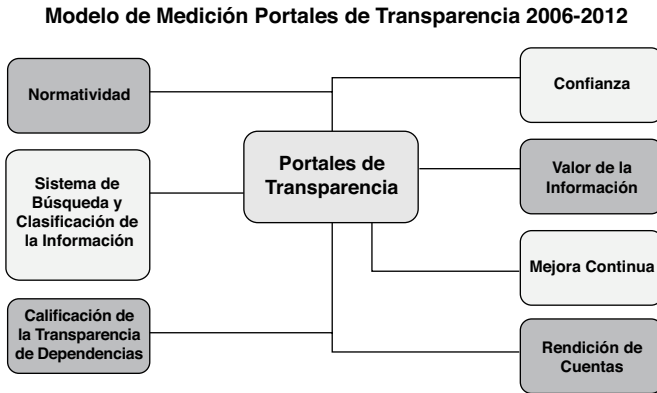 Modelo de Medición Portales de Transparencia 2006-2012
Normatividad
Sistema de
Búsqueda y
Clasificación de
la Información
Calificación de
la Transparencia
de Dependencias
Portales de
Transparencia
Confianza
Valor de la
Información
Mejora Continua
Rendición de
Cuentas